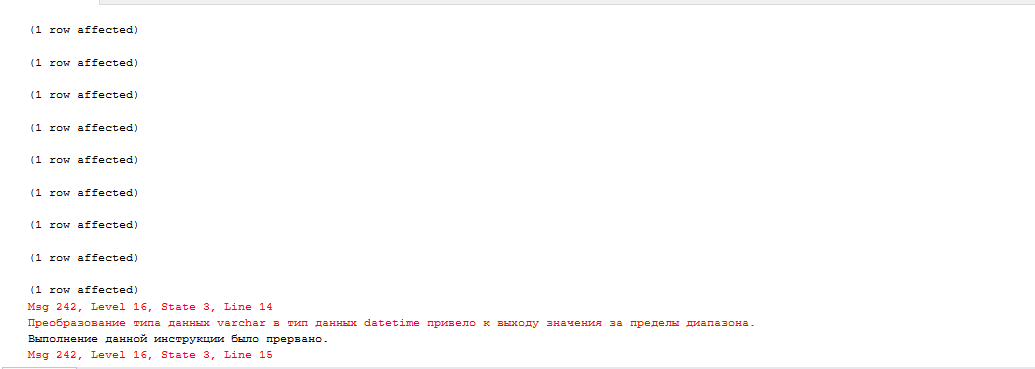 (1 row affected)
(1 row affected)
(1 row affected)
(1 row affected)
(1 row affected)
(1 row affected)
(1 row affected)
(1 row affected)
(1 row affected)
Msg 242, Level 16, State 3, Line 14
Преобразование типа данных varchar в тип данных datetime привело к выходу значения за пределы диапазона.
Выполнение данной инструкции было прервано.
Msg 242, Level 16, State 3, Line 15